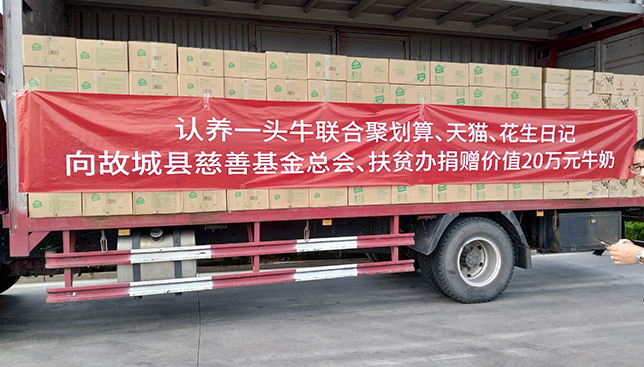 认养一头牛联合聚划算、天猫、花生日记
向故城县慈善基金总会、扶贫办捐赠价值20万元牛奶